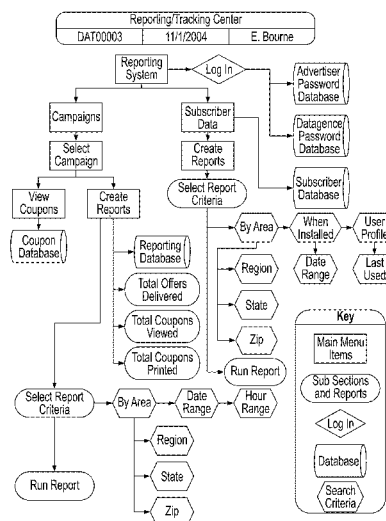 Reporting/Tracking Center
DAT00003 11/1/2004 E. Bourne
Reporting
System
Log In
Advertiser
Password
Database
Campaigns
Subscriber
Data
Datagence
Password
Database
Select
Campaign
Create
Reports
Select Report
Criteria
Subscriber
Database
View
Coupons
Create
Reports
Coupon
Database
By Area
When
Installed
User
Profile
Reporting
Database
Region
Date
Range
Last
Used
Total Offers
Delivered
State
Total Coupons
Viewed
Zip
Total Coupons
Printed
Run Report
Select Report
Criteria
By Area
Date
Range
Hour
Range
Region
Run Report
State
Zip
Key
Main Menu
Items
Sub Sections
and Reports
Log In
Database
Search
Criteria